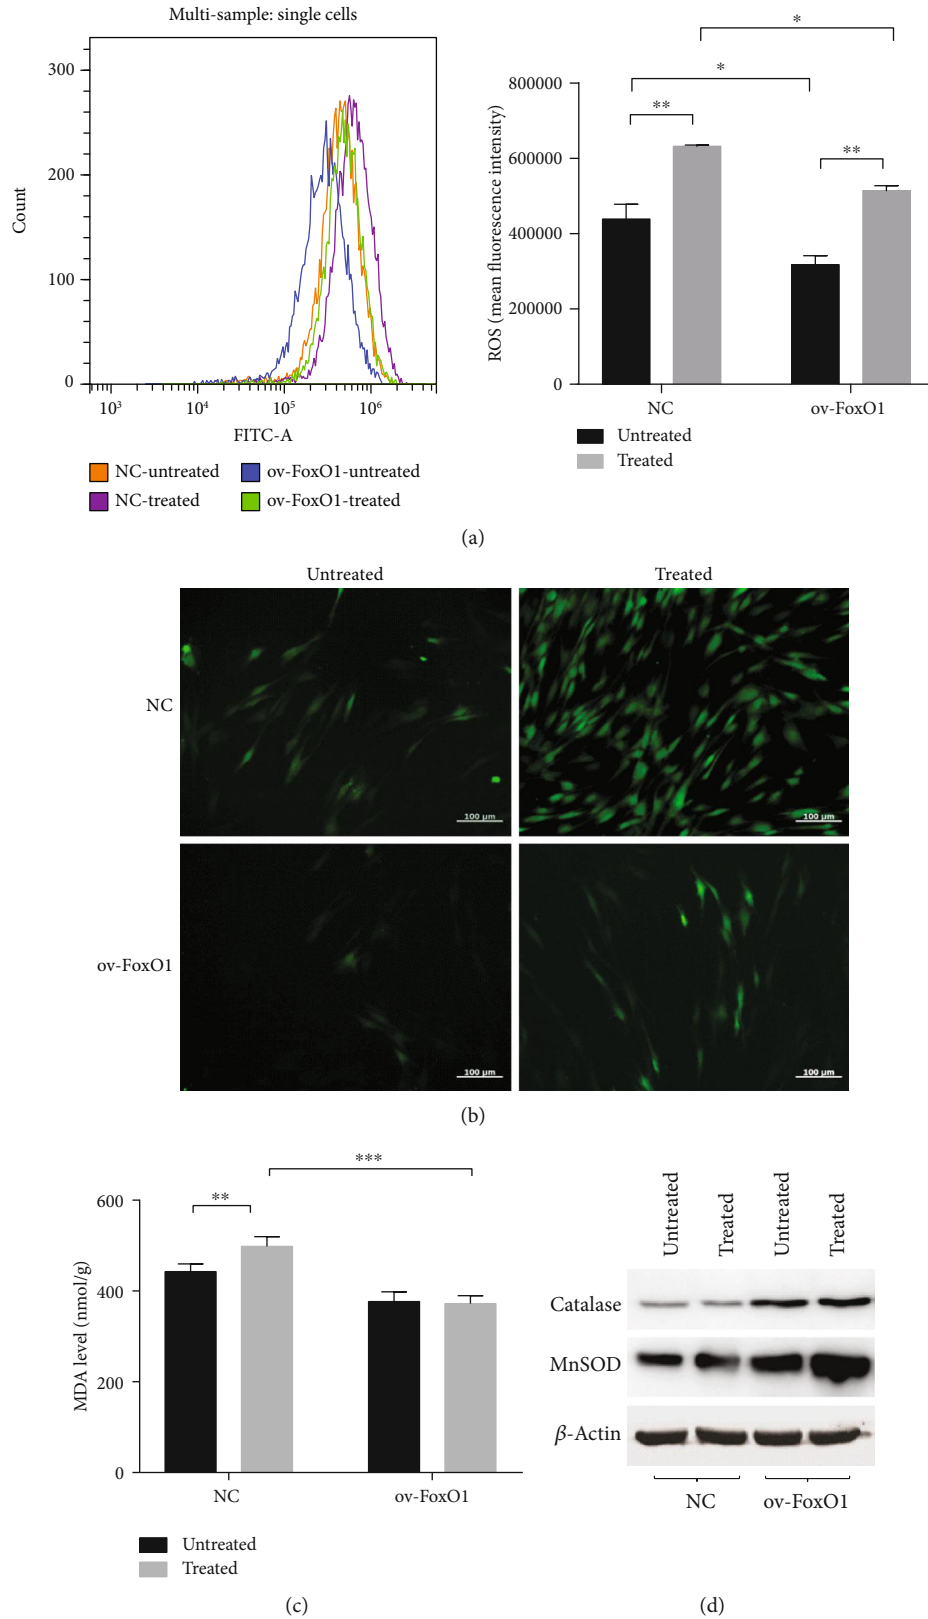 Multi-sample: single cells
300
200
100
0
Count
10³ 10⁴ 10⁵ 10⁶
FITC-A
NC-untreated ov-FoxO1-untreated
NC-treated ov-FoxO1-treated
* 
*
** **
800000
600000
400000
200000
0
ROS (mean fluorescence intensity)
NC ov-FoxO1
Untreated
Treated
(a)
Untreated Treated
NC
100 µm 100 µm
ov-FoxO1
100 µm 100 µm
(b)
***
**
600
400
200
0
MDA level (nmol/g)
NC ov-FoxO1
Untreated
Treated
(c)
Untreated Treated Untreated Treated
Catalase
MnSOD
β-Actin
NC ov-FoxO1
(d)